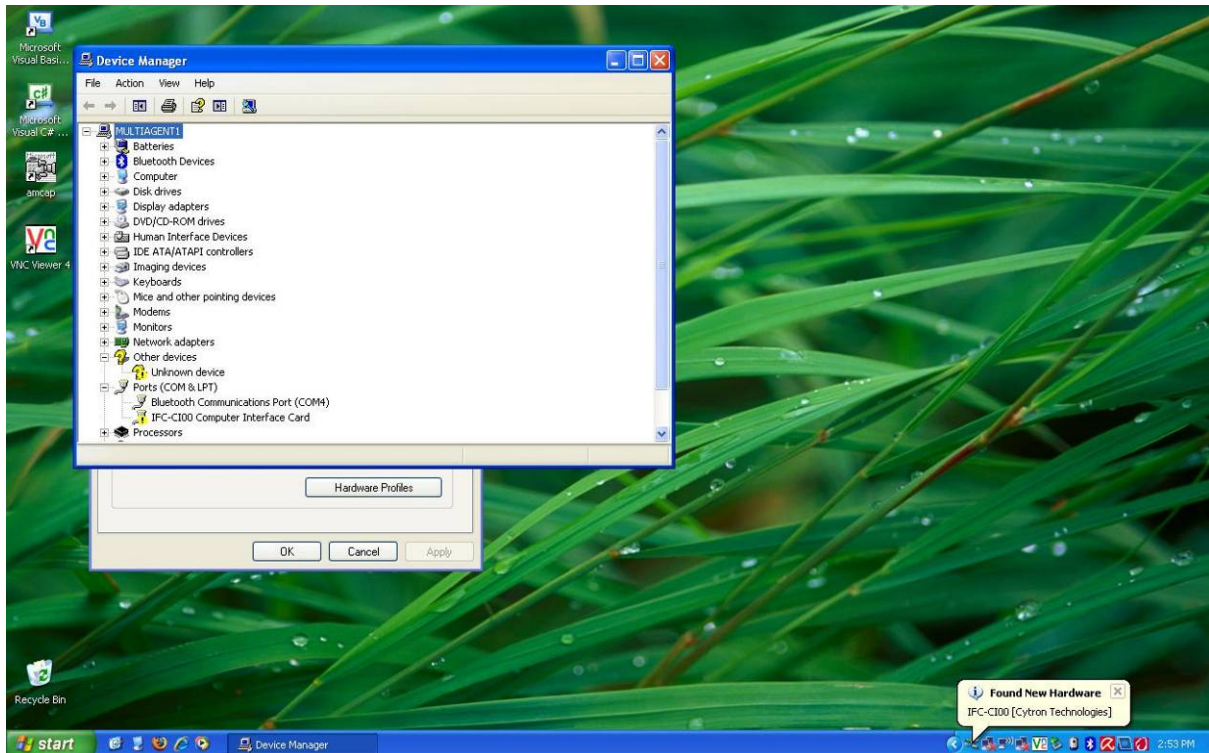 Microsoft
Visual Basi...
Microsoft
Visual C# ...
amcap
VNC Viewer 4
Recycle Bin
Device Manager
File Action View Help
MULTIAGENT1
Batteries
Bluetooth Devices
Computer
Disk drives
Display adapters
DVD/CD-ROM drives
Human Interface Devices
IDE ATA/ATAPI controllers
Imaging devices
Keyboards
Mice and other pointing devices
Modems
Monitors
Network adapters
Other devices
Unknown device
Ports (COM & LPT)
Bluetooth Communications Port (COM4)
IFC-CI00 Computer Interface Card
Processors
Hardware Profiles
OK Cancel Apply
Found New Hardware
IFC-CI00 [Cytron Technologies]
start Device Manager 2:53 PM